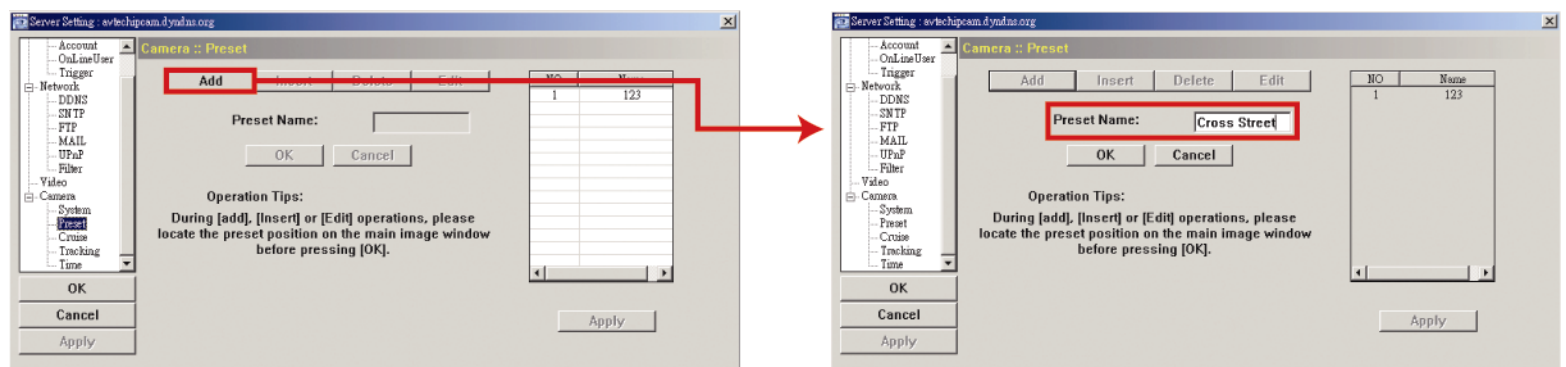 Server Setting : avtechipcam.dyndns.org
Account
OnLineUser
Trigger
Network
DDNS
SNTP
FTP
MAIL
UPnP
Filter
Video
Camera
System
Preset
Cruise
Tracking
Time
OK
Cancel
Apply
Camera :: Preset
Add Insert Delete Edit
Preset Name:
OK Cancel
Operation Tips:
During [add], [Insert] or [Edit] operations, please
locate the preset position on the main image window
before pressing [OK].
NO Name
1 123
Apply
Server Setting : avtechipcam.dyndns.org
Account
OnLineUser
Trigger
Network
DDNS
SNTP
FTP
MAIL
UPnP
Filter
Video
Camera
System
Preset
Cruise
Tracking
Time
OK
Cancel
Apply
Camera :: Preset
Add Insert Delete Edit
Preset Name: Cross Street
OK Cancel
Operation Tips:
During [add], [Insert] or [Edit] operations, please
locate the preset position on the main image window
before pressing [OK].
NO Name
1 123
Apply